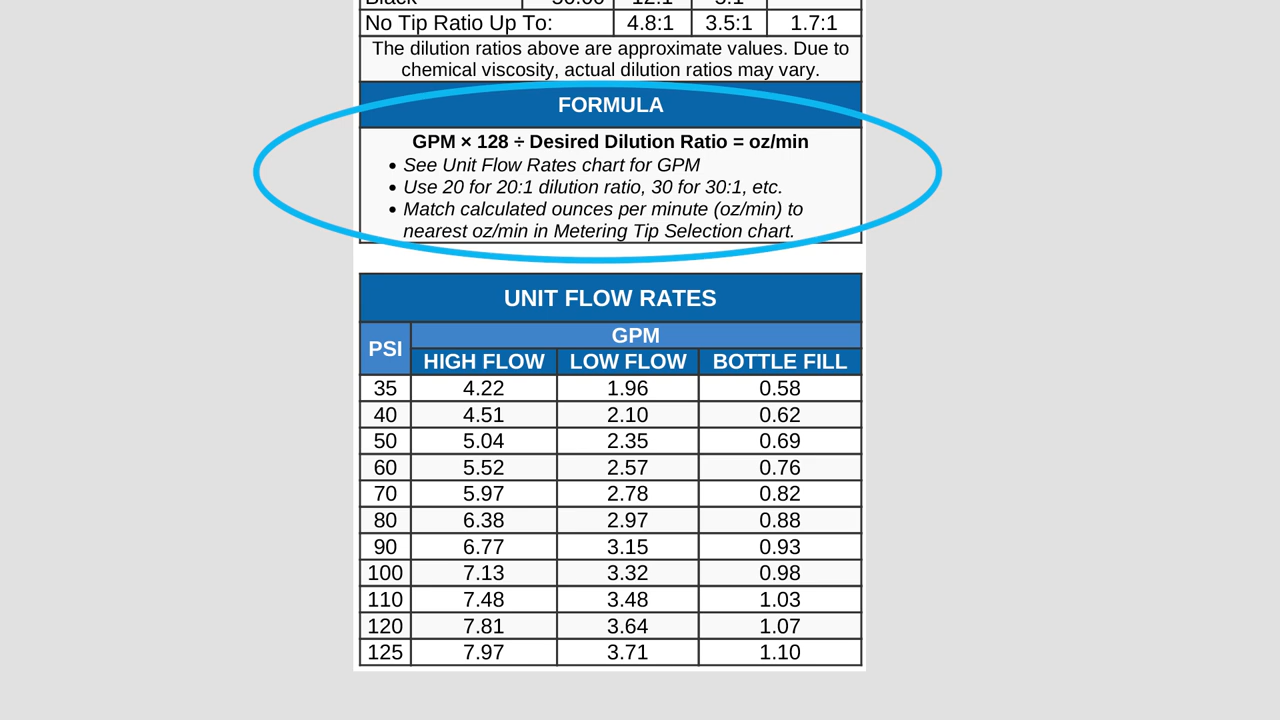 No Tip Ratio Up To: 4.8:1 3.5:1 1.7:1
The dilution ratios above are approximate values. Due to
chemical viscosity, actual dilution ratios may vary.
FORMULA
GPM × 128 ÷ Desired Dilution Ratio = oz/min
• See Unit Flow Rates chart for GPM
• Use 20 for 20:1 dilution ratio, 30 for 30:1, etc.
• Match calculated ounces per minute (oz/min) to
nearest oz/min in Metering Tip Selection chart.
UNIT FLOW RATES
PSI GPM
HIGH FLOW LOW FLOW BOTTLE FILL
35 4.22 1.96 0.58
40 4.51 2.10 0.62
50 5.04 2.35 0.69
60 5.52 2.57 0.76
70 5.97 2.78 0.82
80 6.38 2.97 0.88
90 6.77 3.15 0.93
100 7.13 3.32 0.98
110 7.48 3.48 1.03
120 7.81 3.64 1.07
125 7.97 3.71 1.10